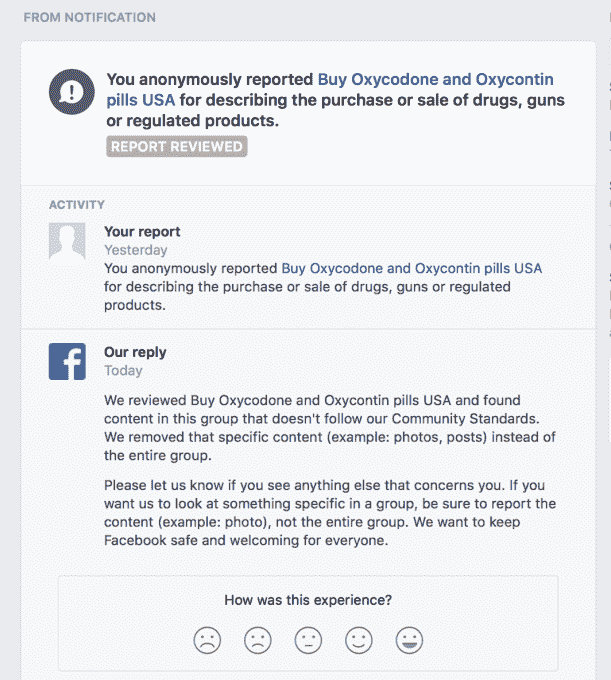 FROM NOTIFICATION
You anonymously reported Buy Oxycodone and Oxycontin
pills USA for describing the purchase or sale of drugs, guns
or regulated products.
REPORT REVIEWED
ACTIVITY
Your report
Yesterday
You anonymously reported Buy Oxycodone and Oxycontin pills USA
for describing the purchase or sale of drugs, guns or regulated
products.
Our reply
Today
We reviewed Buy Oxycodone and Oxycontin pills USA and found
content in this group that doesn't follow our Community Standards.
We removed that specific content (example: photos, posts) instead of
the entire group.
Please let us know if you see anything else that concerns you. If you
want us to look at something specific in a group, be sure to report the
content (example: photo), not the entire group. We want to keep
Facebook safe and welcoming for everyone.
How was this experience?